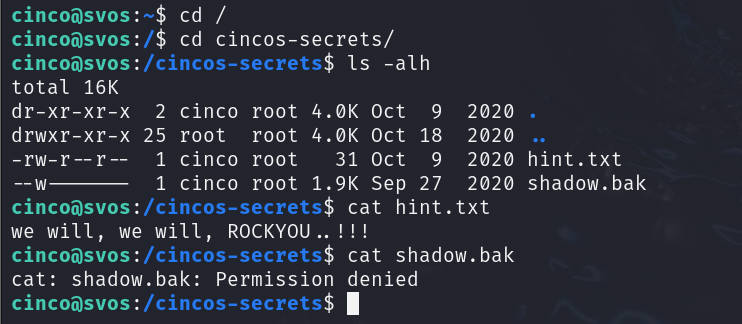 cinco@svos:~$ cd /
cinco@svos:/$ cd cincos-secrets/
cinco@svos:/cincos-secrets$ ls -alh
total 16K
dr-xr-xr-x  2 cinco root 4.0K Oct  9  2020 .
drwxr-xr-x 25 root  root 4.0K Oct 18  2020 ..
-rw-r--r--  1 cinco root   31 Oct  9  2020 hint.txt
--w-------  1 cinco root 1.9K Sep 27  2020 shadow.bak
cinco@svos:/cincos-secrets$ cat hint.txt
we will, we will, ROCKYOU..!!!
cinco@svos:/cincos-secrets$ cat shadow.bak
cat: shadow.bak: Permission denied
cinco@svos:/cincos-secrets$